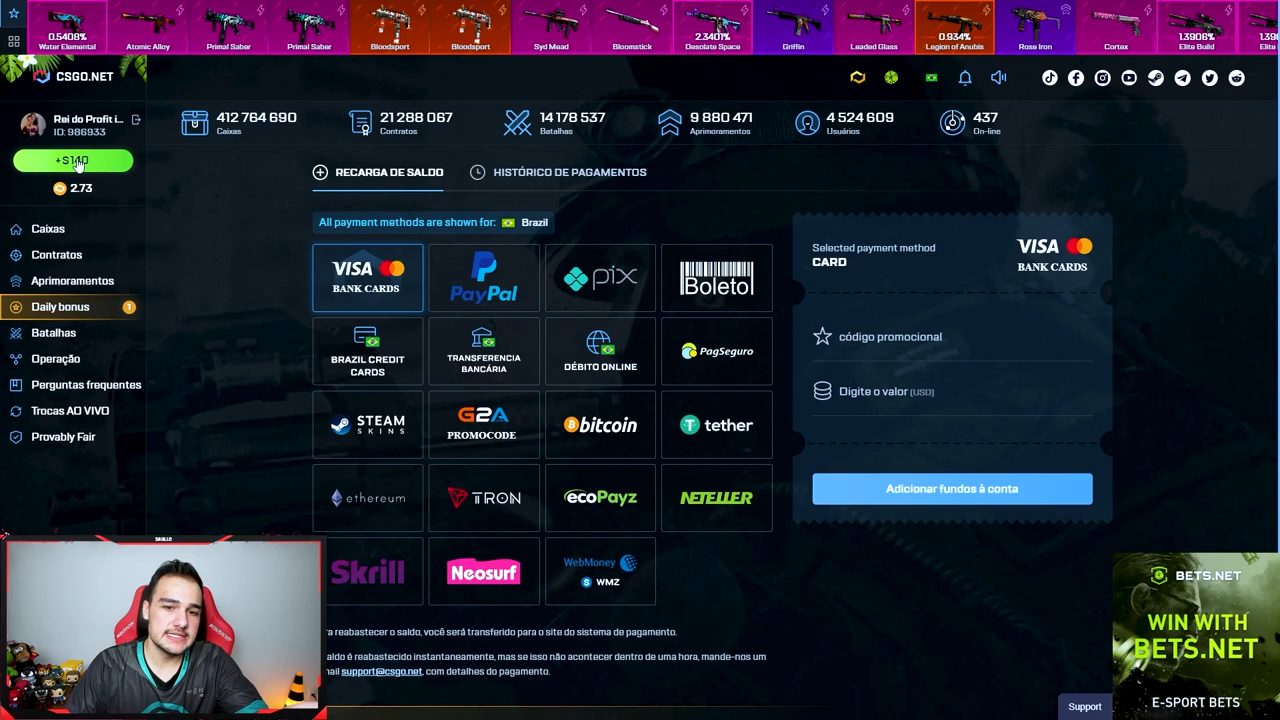 0.5408%
Water Elemental
Atomic Alloy
Primal Saber
Primal Saber
Bloodsport
Bloodsport
Syd Mead
Bloomstick
2.3401%
Desolate Space
Griffin
Leaded Glass
0.934%
Legion of Anubis
Rose Iron
Cortex
1.3906%
Elite Build
1.390
Elite
CSGO.NET
Rei do Profit i...
ID: 986933
+$140
2.73
412 764 690
Caixas
21 288 067
Contratos
14 178 537
Batalhas
9 880 471
Aprimoramentos
4 524 609
Usuários
437
On-line
RECARGA DE SALDO
HISTÓRICO DE PAGAMENTOS
Caixas
Contratos
Aprimoramentos
Daily bonus 1
Batalhas
Operação
Perguntas frequentes
Trocas AO VIVO
Provably Fair
All payment methods are shown for: Brazil
VISA
BANK CARDS
PayPal
pix
Boleto
BRAZIL CREDIT
CARDS
TRANSFERENCIA
BANCÁRIA
DÉBITO ONLINE
PagSeguro
STEAM
SKINS
G2A
PROMOCODE
bitcoin
tether
ethereum
TRON
ecoPayz
NETELLER
Skrill
Neosurf
WebMoney
WMZ
Selected payment method
CARD
VISA
BANK CARDS
código promocional
Digite o valor (USD)
Adicionar fundos à conta
ra reabastecer o saldo, você será transferido para o site do sistema de pagamento.
aldo é reabastecido instantaneamente, mas se isso não acontecer dentro de uma hora, mande-nos um
mail support@csgo.net, com detalhes do pagamento.
SAULLO
BETS.NET
WIN WITH
BETS.NET
E-SPORT BETS
Support